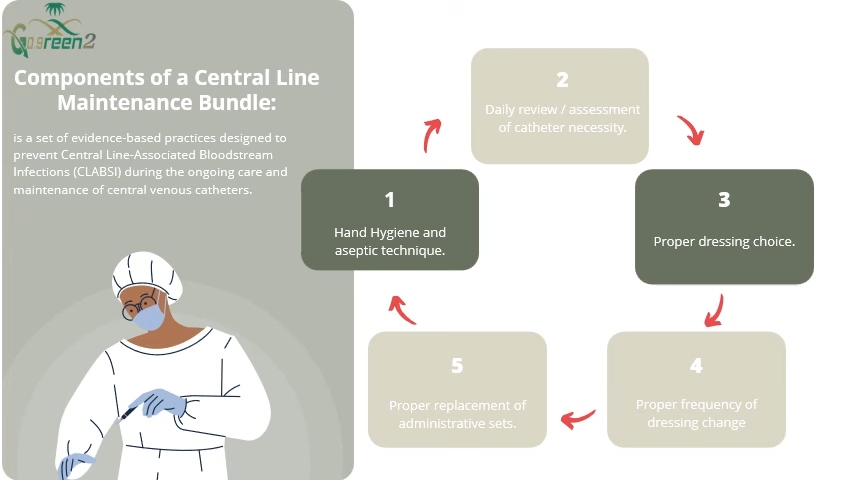 Go.green2
Components of a Central Line
Maintenance Bundle:
is a set of evidence-based practices designed to
prevent Central Line-Associated Bloodstream
Infections (CLABSI) during the ongoing care and
maintenance of central venous catheters.
1
Hand Hygiene and
aseptic technique.
2
Daily review / assessment
of catheter necessity.
3
Proper dressing choice.
4
Proper frequency of
dressing change
5
Proper replacement of
administrative sets.